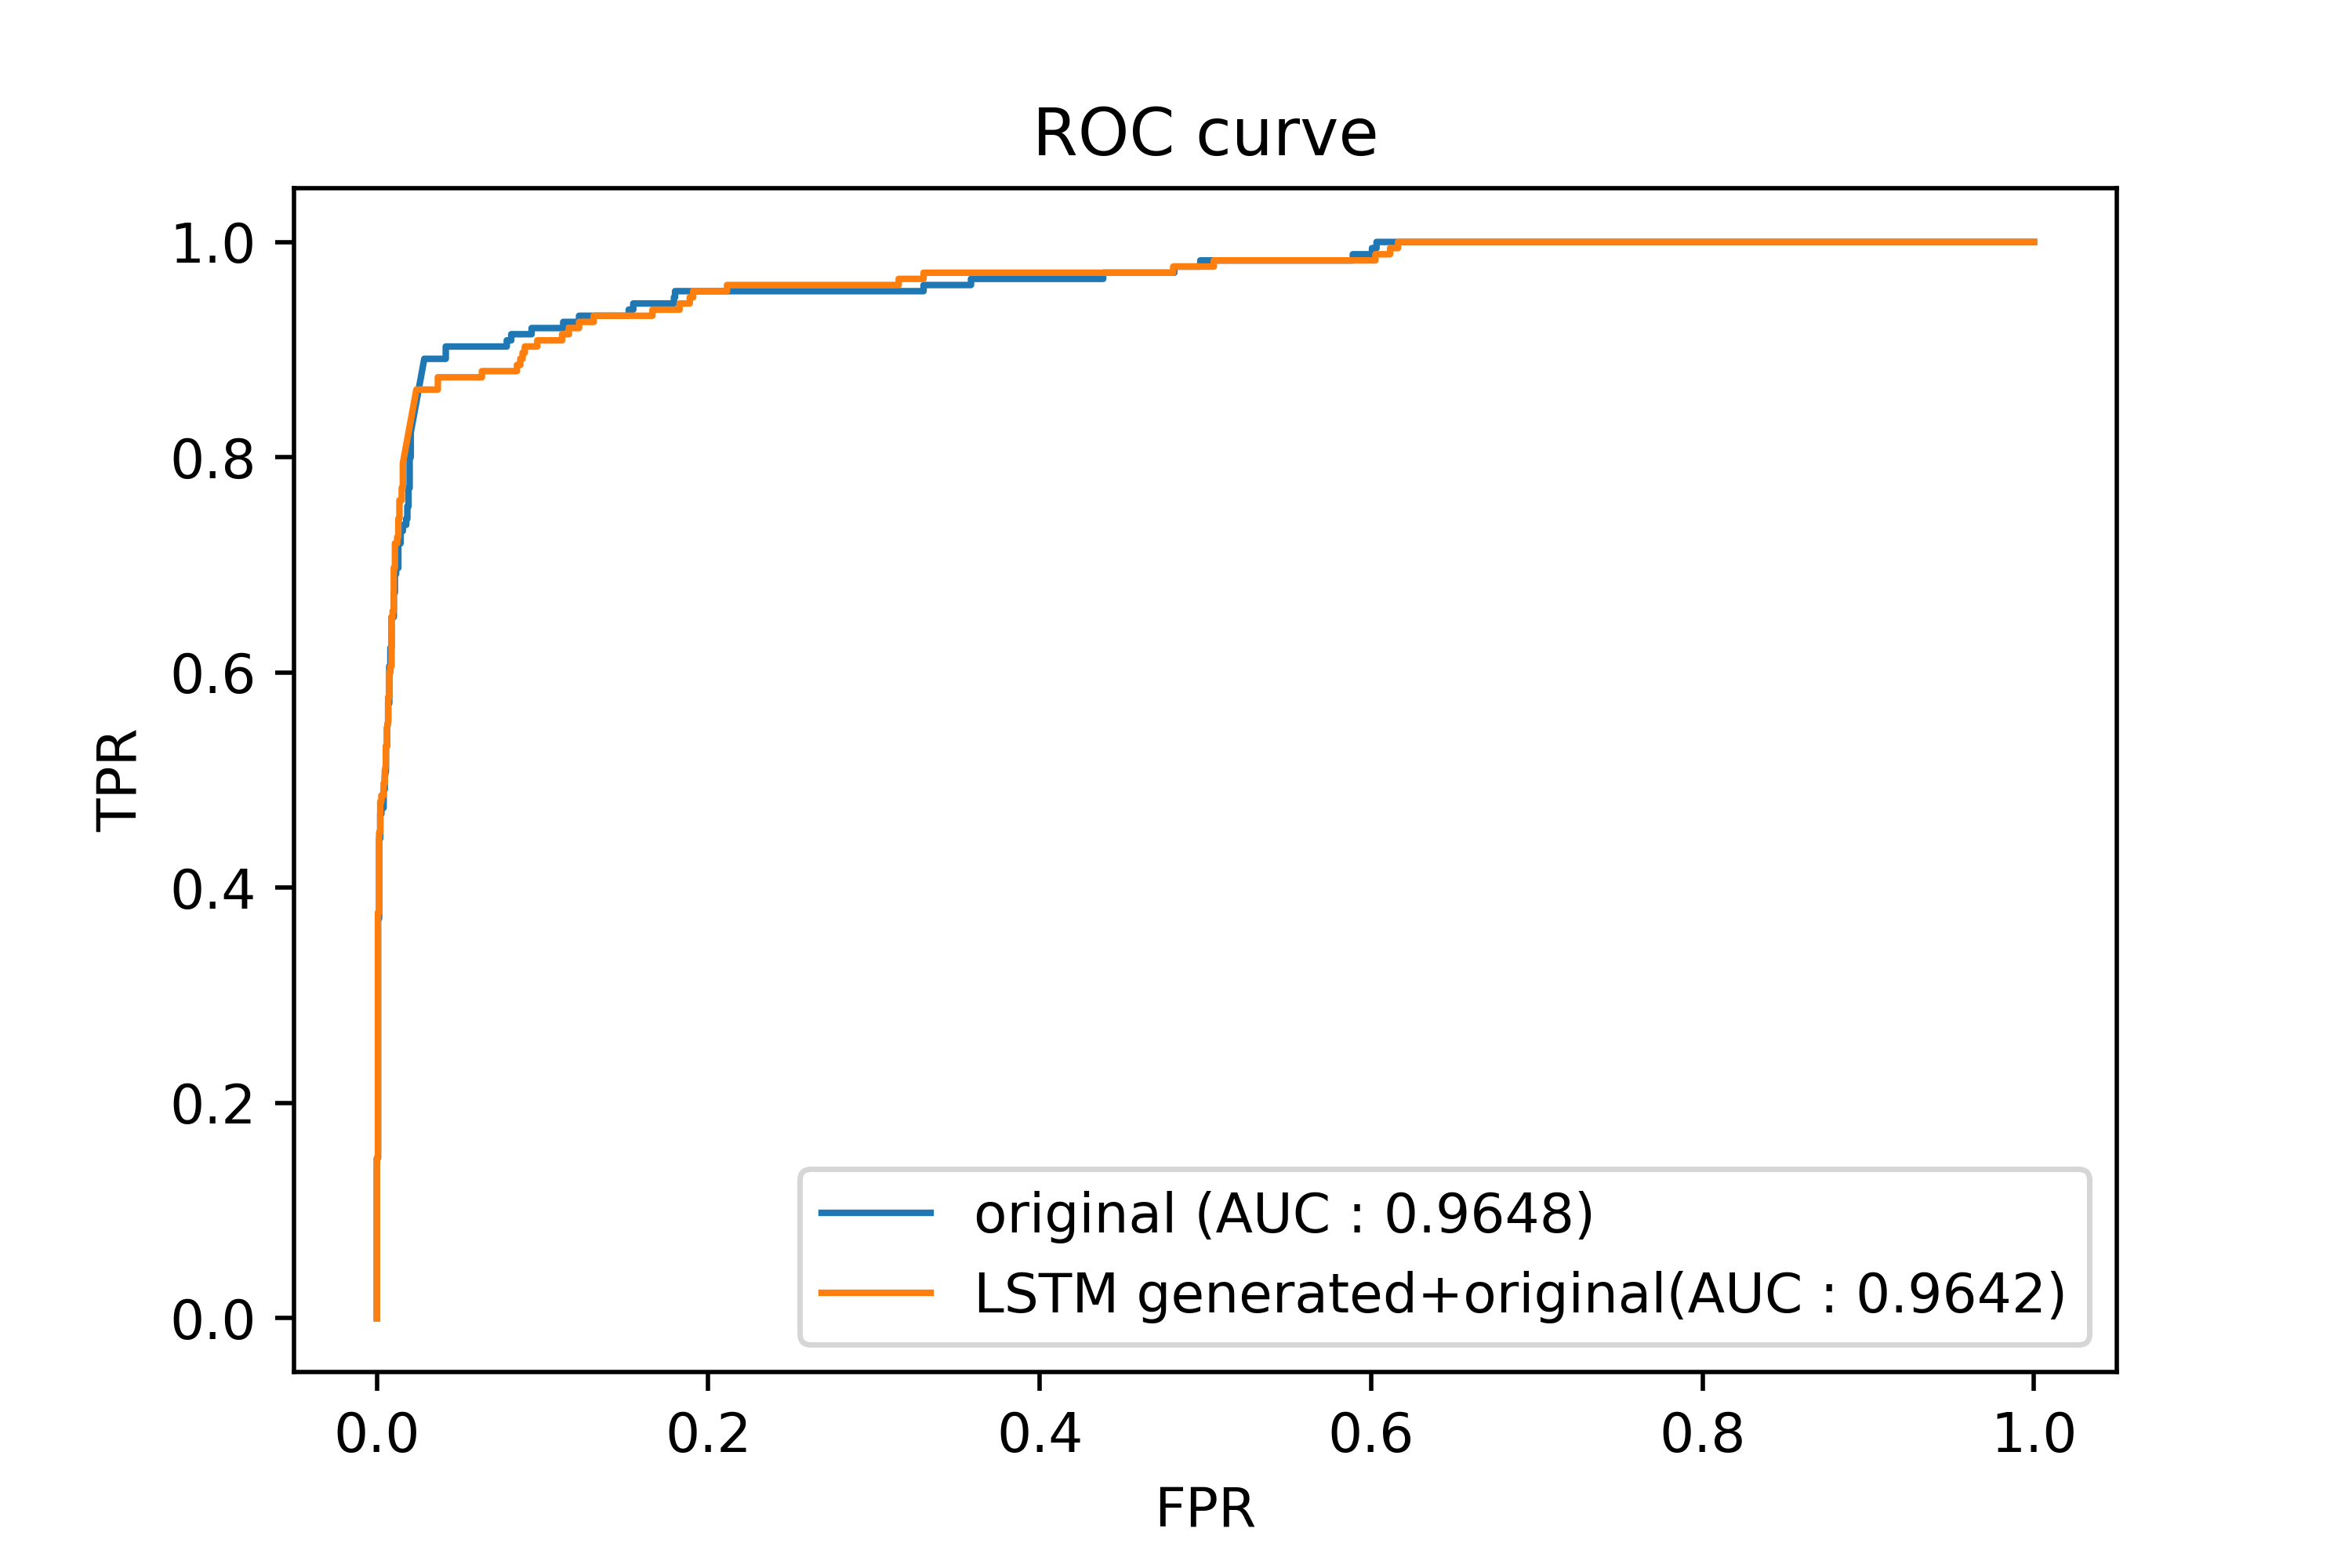 ROC curve
1.0
0.8
0.6
0.4
0.2
0.0
TPR
original (AUC : 0.9648)
LSTM generated+original(AUC : 0.9642)
0.0 0.2 0.4 0.6 0.8 1.0
FPR